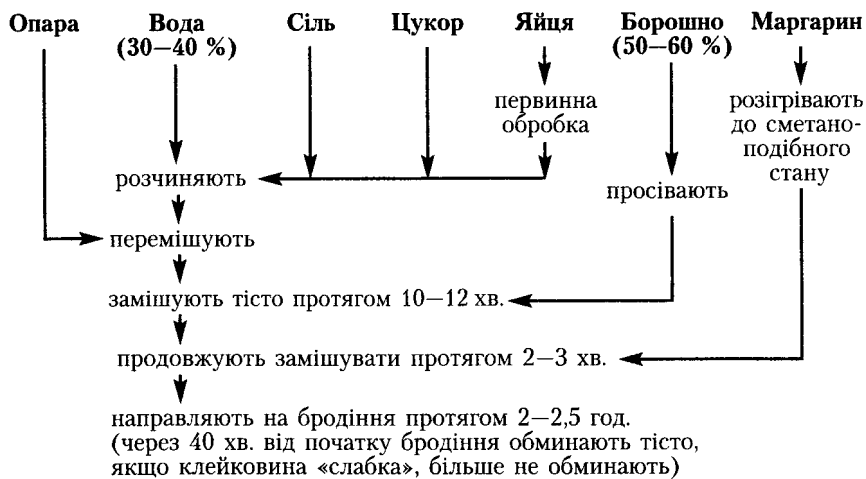 Опара Вода Сіль Цукор Яйця Борошно Маргарин
(30–40 %) (50–60 %)
первинна
обробка
розігрівають
до сметано-
подібного
стану
розчиняють
просівають
перемішують
замішують тісто протягом 10–12 хв.
продовжують замішувати протягом 2–3 хв.
направляють на бродіння протягом 2–2,5 год.
(через 40 хв. від початку бродіння обминають тісто,
якщо клейковина «слабка», більше не обминають)